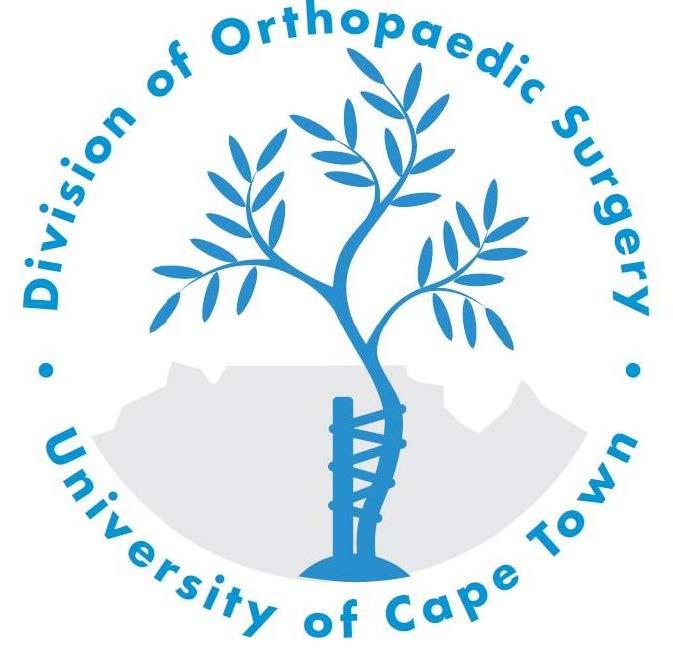 Division of Orthopaedic Surgery
University of Cape Town